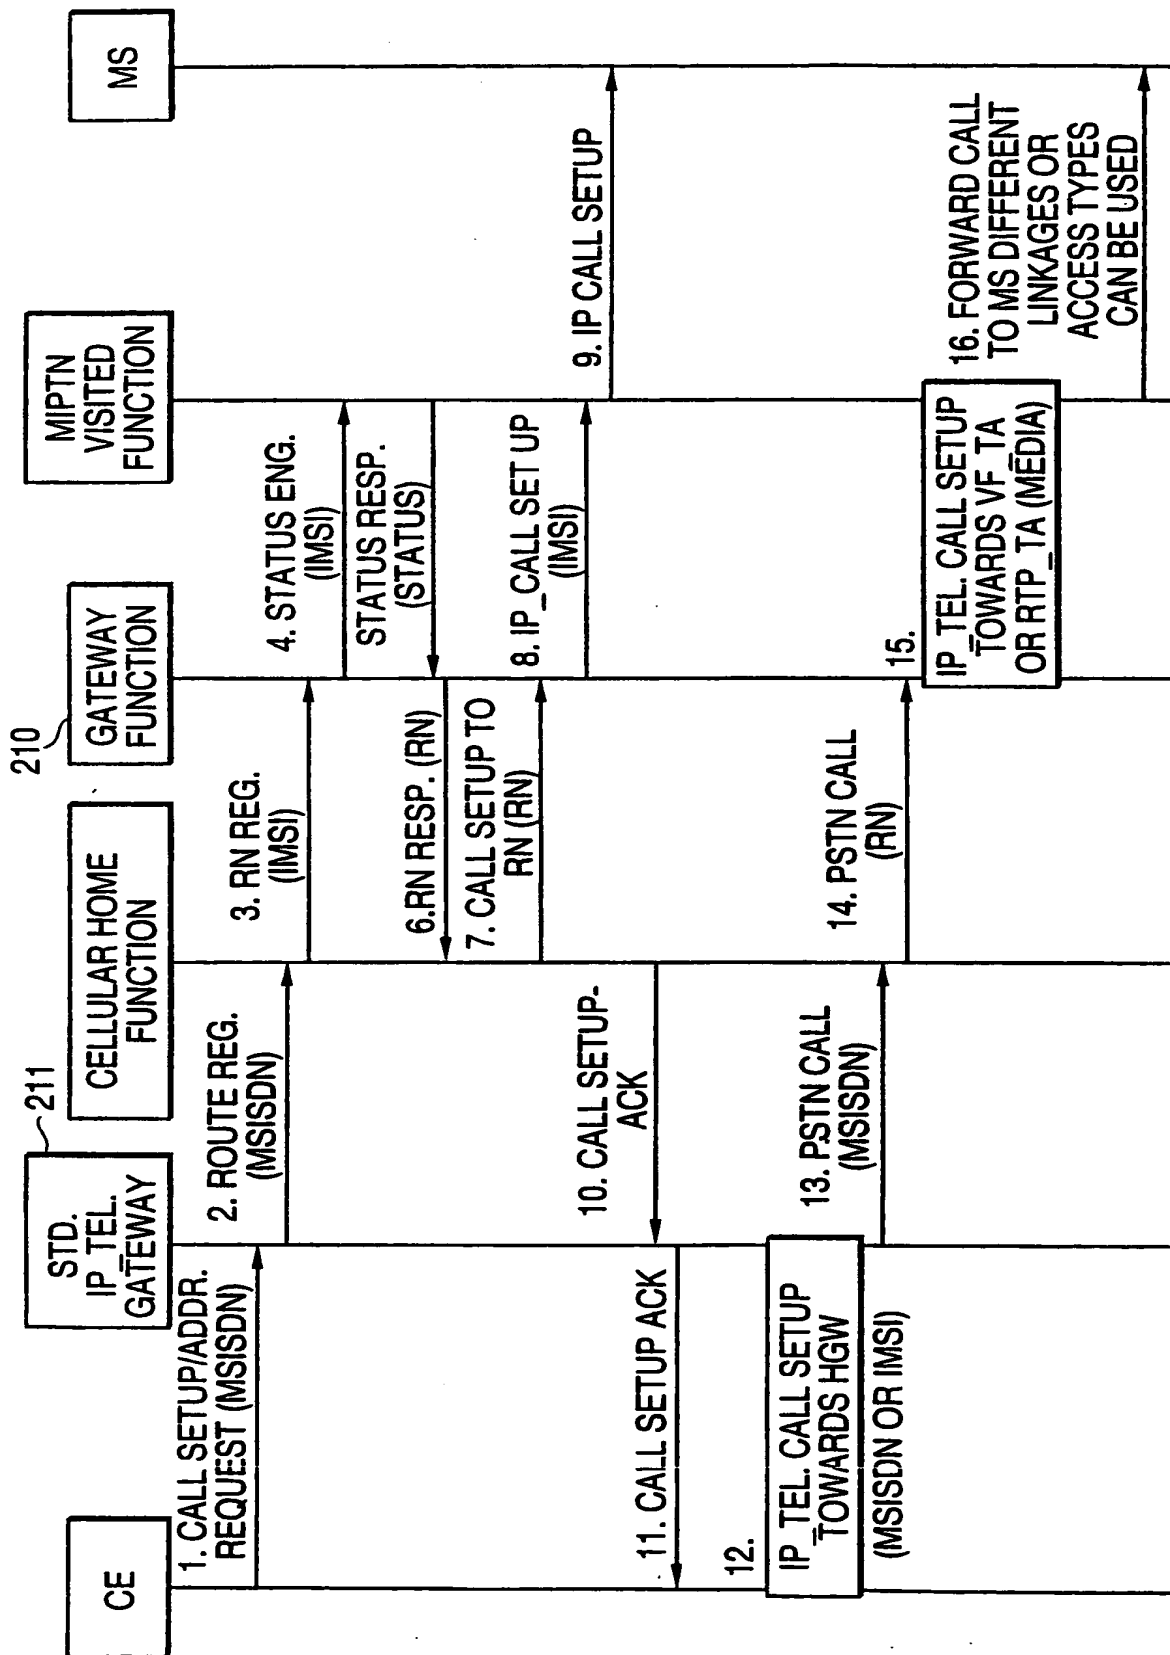 CE
STD.
IP_TEL.
GATEWAY
211
CELLULAR HOME
FUNCTION
GATEWAY
FUNCTION
210
MIPTN
VISITED
FUNCTION
MS
1. CALL SETUP/ADDR.
REQUEST (MSISDN)
2. ROUTE REG.
(MSISDN)
3. RN REG.
(IMSI)
4. STATUS ENG.
(IMSI)
STATUS RESP.
(STATUS)
6.RN RESP. (RN)
7. CALL SETUP TO
RN (RN)
8. IP_CALL SET UP
(IMSI)
9. IP CALL SETUP
10. CALL SETUP-
ACK
11. CALL SETUP ACK
12.
IP_TEL. CALL SETUP
TOWARDS HGW
(MSISDN OR IMSI)
13. PSTN CALL
(MSISDN)
14. PSTN CALL
(RN)
15.
IP_TEL. CALL SETUP
TOWARDS VF_TA
OR RTP_TA (MEDIA)
16. FORWARD CALL
TO MS DIFFERENT
LINKAGES OR
ACCESS TYPES
CAN BE USED